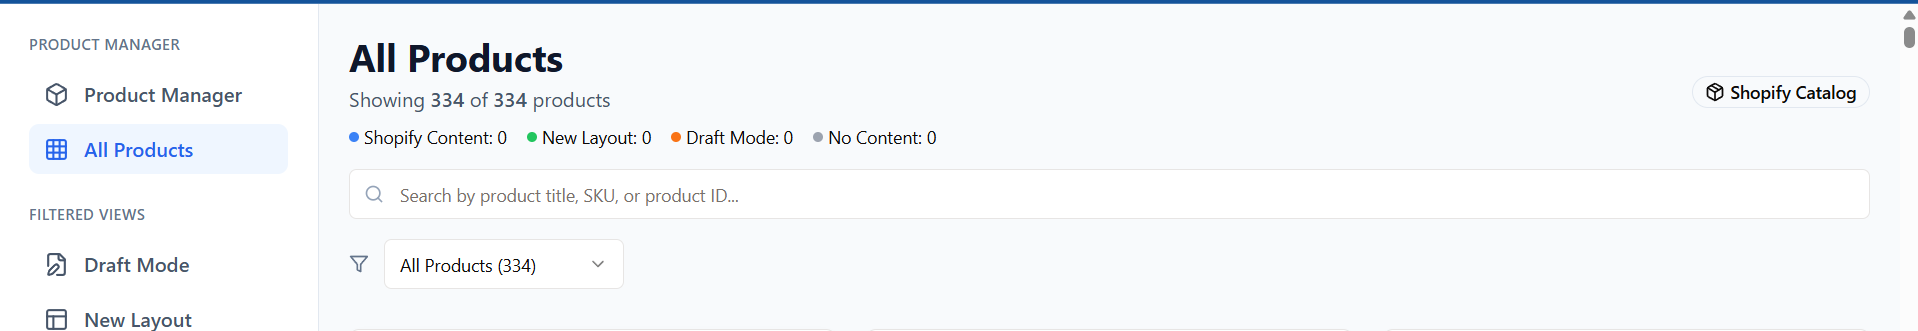 PRODUCT MANAGER
Product Manager
All Products
FILTERED VIEWS
Draft Mode
New Layout
All Products
Showing 334 of 334 products
Shopify Catalog
Shopify Content: 0 New Layout: 0 Draft Mode: 0 No Content: 0
Search by product title, SKU, or product ID...
All Products (334)